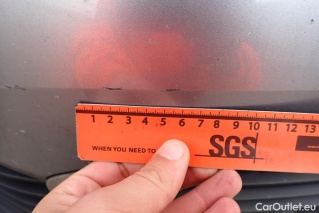 1 2 3 4 5 6 7 8 9 10 11 12 13
WHEN YOU NEED TO
SGS
CarOutlet.eu